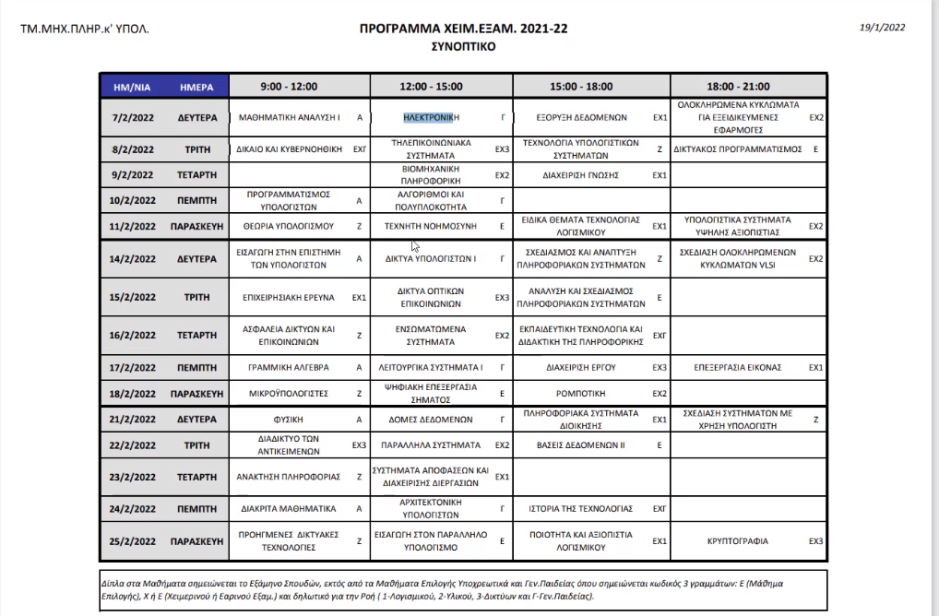 ΤΜ.ΜΗΧ.ΠΛΗΡ.κ' ΥΠΟΛ.
ΠΡΟΓΡΑΜΜΑ ΧΕΙΜ.ΕΞΑΜ. 2021-22
19/1/2022
ΣΥΝΟΠΤΙΚΟ
ΗΜ/ΝΙΑ ΗΜΕΡΑ 9:00 - 12:00 12:00 - 15:00 15:00 - 18:00 18:00 - 21:00
7/2/2022 ΔΕΥΤΕΡΑ ΜΑΘΗΜΑΤΙΚΗ ΑΝΑΛΥΣΗ Ι Α ΗΛΕΚΤΡΟΝΙΚΗ Γ ΕΞΟΡΥΞΗ ΔΕΔΟΜΕΝΩΝ ΕΧ1 ΟΛΟΚΛΗΡΩΜΕΝΑ ΚΥΚΛΩΜΑΤΑ ΓΙΑ ΕΞΕΙΔΙΚΕΥΜΕΝΕΣ ΕΦΑΡΜΟΓΕΣ ΕΧ2
8/2/2022 ΤΡΙΤΗ ΔΙΚΑΙΟ ΚΑΙ ΚΥΒΕΡΝΟΗΘΙΚΗ ΕΧΓ ΤΗΛΕΠΙΚΟΙΝΩΝΙΑΚΑ ΣΥΣΤΗΜΑΤΑ ΕΧ3 ΤΕΧΝΟΛΟΓΙΑ ΥΠΟΛΟΓΙΣΤΙΚΩΝ ΣΥΣΤΗΜΑΤΩΝ Ζ ΔΙΚΤΥΑΚΟΣ ΠΡΟΓΡΑΜΜΑΤΙΣΜΟΣ Ε
9/2/2022 ΤΕΤΑΡΤΗ ΒΙΟΜΗΧΑΝΙΚΗ ΠΛΗΡΟΦΟΡΙΚΗ ΕΧ2 ΔΙΑΧΕΙΡΙΣΗ ΓΝΩΣΗΣ ΕΧ1
10/2/2022 ΠΕΜΠΤΗ ΠΡΟΓΡΑΜΜΑΤΙΣΜΟΣ ΥΠΟΛΟΓΙΣΤΩΝ Α ΑΛΓΟΡΙΘΜΟΙ ΚΑΙ ΠΟΛΥΠΛΟΚΟΤΗΤΑ Γ
11/2/2022 ΠΑΡΑΣΚΕΥΗ ΘΕΩΡΙΑ ΥΠΟΛΟΓΙΣΜΟΥ Ζ ΤΕΧΝΗΤΗ ΝΟΗΜΟΣΥΝΗ Ε ΕΙΔΙΚΑ ΘΕΜΑΤΑ ΤΕΧΝΟΛΟΓΙΑΣ ΛΟΓΙΣΜΙΚΟΥ ΕΧ1 ΥΠΟΛΟΓΙΣΤΙΚΑ ΣΥΣΤΗΜΑΤΑ ΥΨΗΛΗΣ ΑΞΙΟΠΙΣΤΙΑΣ ΕΧ2
14/2/2022 ΔΕΥΤΕΡΑ ΕΙΣΑΓΩΓΗ ΣΤΗΝ ΕΠΙΣΤΗΜΗ ΤΩΝ ΥΠΟΛΟΓΙΣΤΩΝ Α ΔΙΚΤΥΑ ΥΠΟΛΟΓΙΣΤΩΝ Ι Γ ΣΧΕΔΙΑΣΜΟΣ ΚΑΙ ΑΝΑΠΤΥΞΗ ΠΛΗΡΟΦΟΡΙΑΚΩΝ ΣΥΣΤΗΜΑΤΩΝ Ζ ΣΧΕΔΙΑΣΗ ΟΛΟΚΛΗΡΩΜΕΝΩΝ ΚΥΚΛΩΜΑΤΩΝ VLSI ΕΧ2
15/2/2022 ΤΡΙΤΗ ΕΠΙΧΕΙΡΗΣΙΑΚΗ ΕΡΕΥΝΑ ΕΧ1 ΔΙΚΤΥΑ ΟΠΤΙΚΩΝ ΕΠΙΚΟΙΝΩΝΙΩΝ ΕΧ3 ΑΝΑΛΥΣΗ ΚΑΙ ΣΧΕΔΙΑΣΜΟΣ ΠΛΗΡΟΦΟΡΙΑΚΩΝ ΣΥΣΤΗΜΑΤΩΝ Ε
16/2/2022 ΤΕΤΑΡΤΗ ΑΣΦΑΛΕΙΑ ΔΙΚΤΥΩΝ ΚΑΙ ΕΠΙΚΟΙΝΩΝΙΩΝ Ζ ΕΝΣΩΜΑΤΩΜΕΝΑ ΣΥΣΤΗΜΑΤΑ ΕΧ2 ΕΚΠΑΙΔΕΥΤΙΚΗ ΤΕΧΝΟΛΟΓΙΑ ΚΑΙ ΔΙΔΑΚΤΙΚΗ ΤΗΣ ΠΛΗΡΟΦΟΡΙΚΗΣ ΕΧΓ
17/2/2022 ΠΕΜΠΤΗ ΓΡΑΜΜΙΚΗ ΑΛΓΕΒΡΑ Α ΛΕΙΤΟΥΡΓΙΚΑ ΣΥΣΤΗΜΑΤΑ Ι Γ ΔΙΑΧΕΙΡΙΣΗ ΕΡΓΟΥ ΕΧ3 ΕΠΕΞΕΡΓΑΣΙΑ ΕΙΚΟΝΑΣ ΕΧ1
18/2/2022 ΠΑΡΑΣΚΕΥΗ ΜΙΚΡΟΫΠΟΛΟΓΙΣΤΕΣ Ζ ΨΗΦΙΑΚΗ ΕΠΕΞΕΡΓΑΣΙΑ ΣΗΜΑΤΟΣ Ε ΡΟΜΠΟΤΙΚΗ ΕΧ2
21/2/2022 ΔΕΥΤΕΡΑ ΦΥΣΙΚΗ Α ΔΟΜΕΣ ΔΕΔΟΜΕΝΩΝ Γ ΠΛΗΡΟΦΟΡΙΑΚΑ ΣΥΣΤΗΜΑΤΑ ΔΙΟΙΚΗΣΗΣ ΕΧ1 ΣΧΕΔΙΑΣΗ ΣΥΣΤΗΜΑΤΩΝ ΜΕ ΧΡΗΣΗ ΥΠΟΛΟΓΙΣΤΗ Ζ
22/2/2022 ΤΡΙΤΗ ΔΙΑΔΙΚΤΥΟ ΤΩΝ ΑΝΤΙΚΕΙΜΕΝΩΝ ΕΧ3 ΠΑΡΑΛΛΗΛΑ ΣΥΣΤΗΜΑΤΑ ΕΧ2 ΒΑΣΕΙΣ ΔΕΔΟΜΕΝΩΝ ΙΙ Ε
23/2/2022 ΤΕΤΑΡΤΗ ΑΝΑΚΤΗΣΗ ΠΛΗΡΟΦΟΡΙΑΣ Ζ ΣΥΣΤΗΜΑΤΑ ΑΠΟΦΑΣΕΩΝ ΚΑΙ ΔΙΑΧΕΙΡΙΣΗΣ ΔΙΕΡΓΑΣΙΩΝ ΕΧ1
24/2/2022 ΠΕΜΠΤΗ ΔΙΑΚΡΙΤΑ ΜΑΘΗΜΑΤΙΚΑ Α ΑΡΧΙΤΕΚΤΟΝΙΚΗ ΥΠΟΛΟΓΙΣΤΩΝ Γ ΙΣΤΟΡΙΑ ΤΗΣ ΤΕΧΝΟΛΟΓΙΑΣ ΕΧΓ
25/2/2022 ΠΑΡΑΣΚΕΥΗ ΠΡΟΗΓΜΕΝΕΣ ΔΙΚΤΥΑΚΕΣ ΤΕΧΝΟΛΟΓΙΕΣ Ζ ΕΙΣΑΓΩΓΗ ΣΤΟΝ ΠΑΡΑΛΛΗΛΟ ΥΠΟΛΟΓΙΣΜΟ Ε ΠΟΙΟΤΗΤΑ ΚΑΙ ΑΞΙΟΠΙΣΤΙΑ ΛΟΓΙΣΜΙΚΟΥ ΕΧ1 ΚΡΥΠΤΟΓΡΑΦΙΑ ΕΧ3
Δίπλα στα Μαθήματα σημειώνεται το Εξάμηνο Σπουδών, εκτός από τα Μαθήματα Επιλογής Υποχρεωτικά και Γεν.Παιδείας όπου σημειώνεται κωδικός 3 γραμμάτων: Ε (Μάθημα
Επιλογής), Χ ή Ε (Χειμερινού ή Εαρινού Εξαμ.) και δηλωτικό για την Ροή ( 1-Λογισμικού, 2-Υλικού, 3-Δικτύων και Γ-Γεν.Παιδείας).